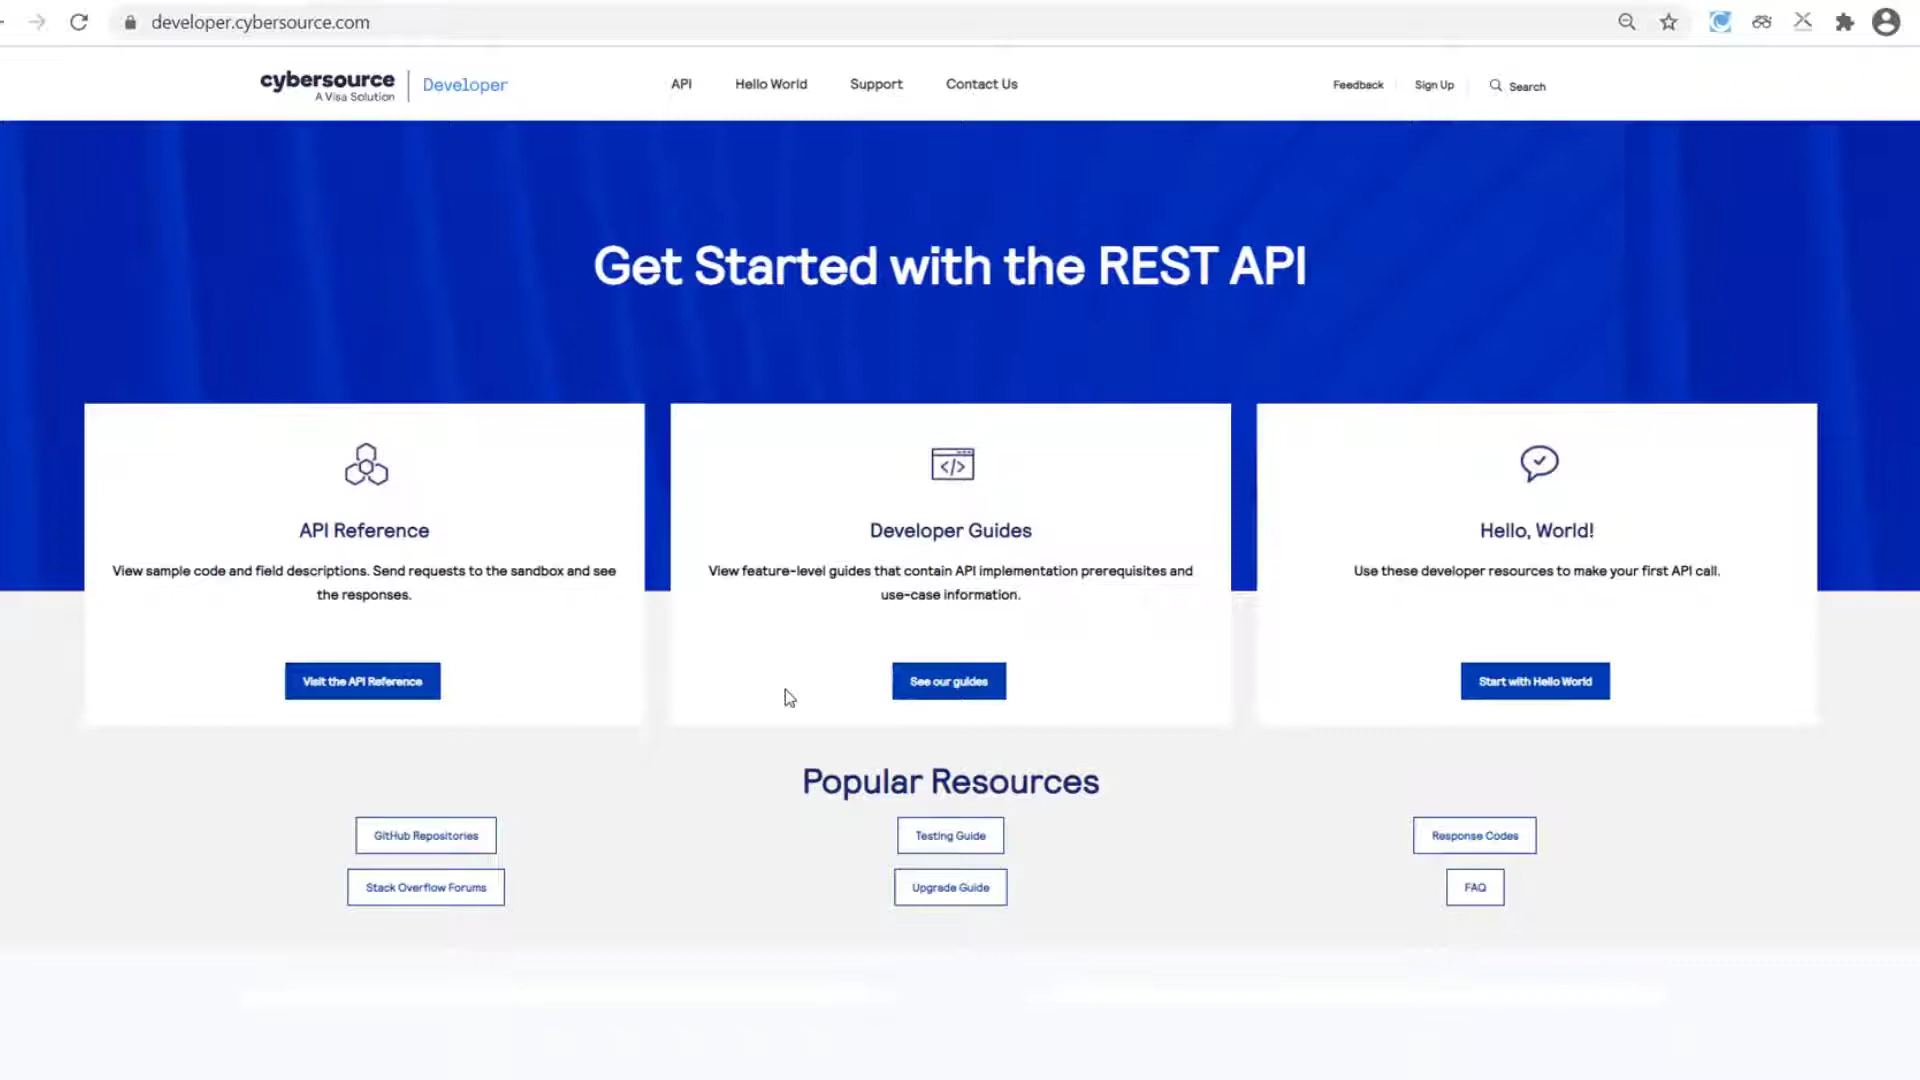 developer.cybersource.com
cybersource
A Visa Solution
Developer
API
Hello World
Support
Contact Us
Feedback
Sign Up
Search
Get Started with the REST API
API Reference
View sample code and field descriptions. Send requests to the sandbox and see
the responses.
Visit the API Reference
</>
Developer Guides
View feature-level guides that contain API implementation prerequisites and
use-case information.
See our guides
Hello, World!
Use these developer resources to make your first API call.
Start with Hello World
Popular Resources
GitHub Repositories
Testing Guide
Response Codes
Stack Overflow Forums
Upgrade Guide
FAQ